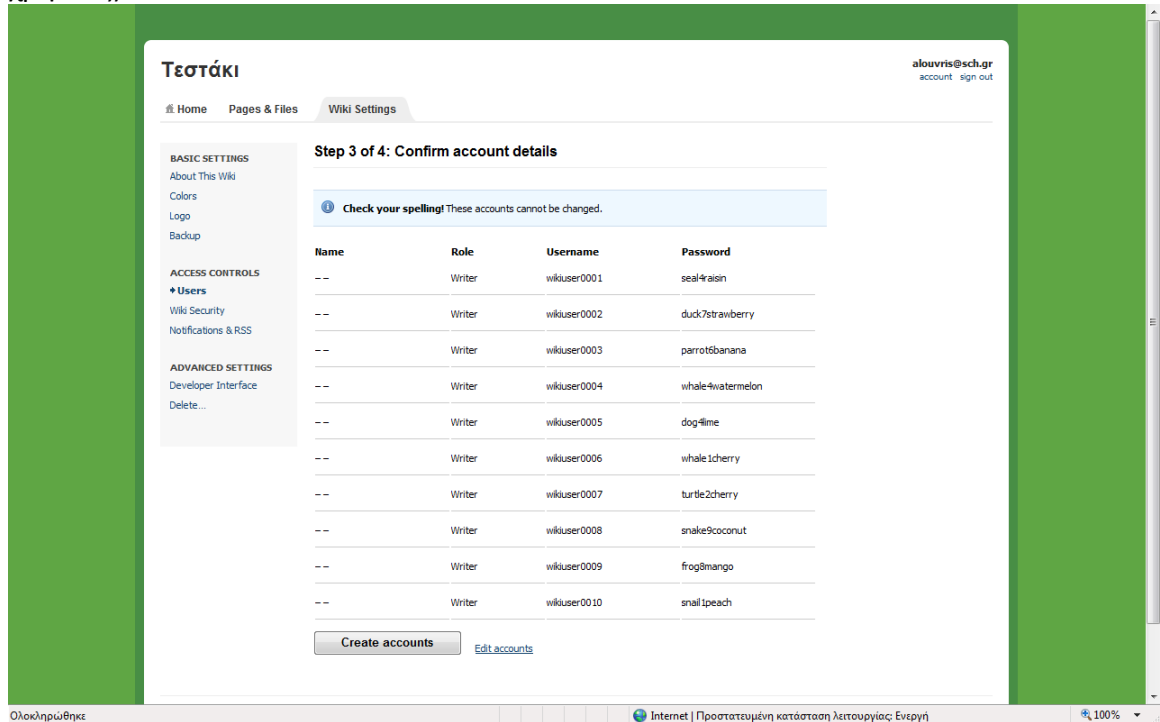 Τεστάκι
alouvris@sch.gr
account sign out
Home Pages & Files Wiki Settings
BASIC SETTINGS
About This Wiki
Colors
Logo
Backup
ACCESS CONTROLS
Users
Wiki Security
Notifications & RSS
ADVANCED SETTINGS
Developer Interface
Delete...
Step 3 of 4: Confirm account details
Check your spelling! These accounts cannot be changed.
Name Role Username Password
-- Writer wikiuser0001 seal4raisin
-- Writer wikiuser0002 duck7strawberry
-- Writer wikiuser0003 parrot6banana
-- Writer wikiuser0004 whale4watermelon
-- Writer wikiuser0005 dog4lime
-- Writer wikiuser0006 whale1cherry
-- Writer wikiuser0007 turtle2cherry
-- Writer wikiuser0008 snake9coconut
-- Writer wikiuser0009 frog8mango
-- Writer wikiuser0010 snail1peach
Create accounts Edit accounts
Ολοκληρώθηκε Internet | Προστατευμένη κατάσταση λειτουργίας: Ενεργή 100%